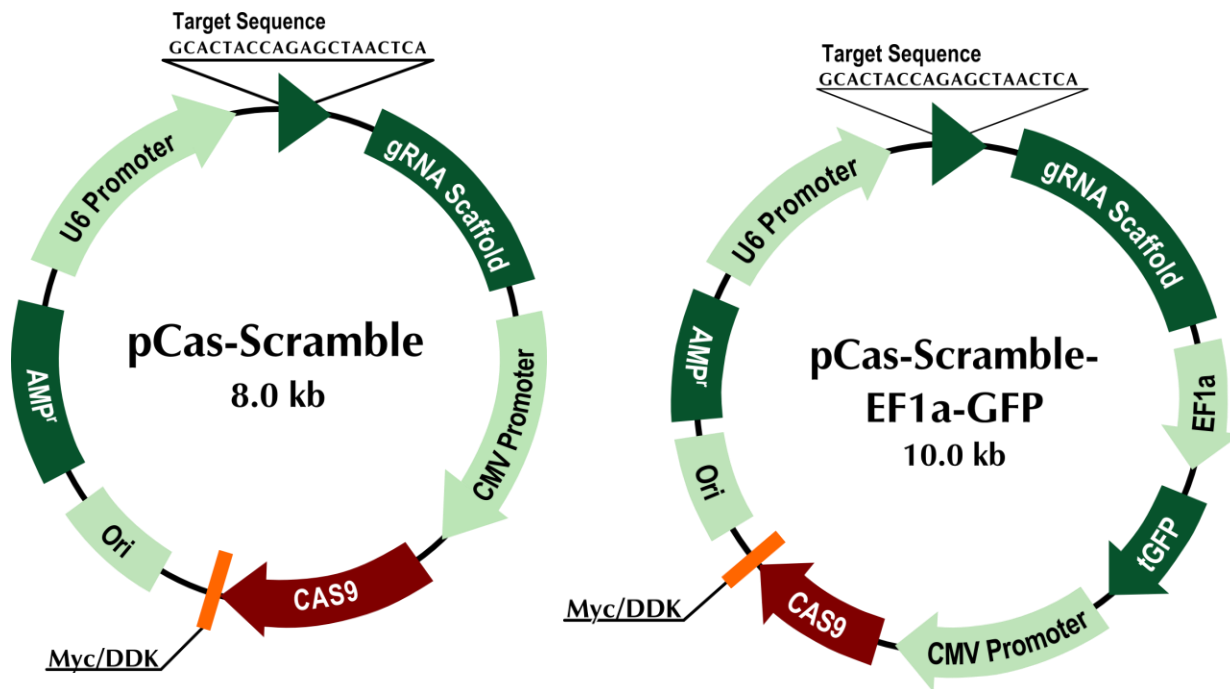 Target Sequence
GCACTACCAGAGCTAACTCA
U6 Promoter
gRNA Scaffold
CMV Promoter
CAS9
Myc/DDK
Ori
AMPr
pCas-Scramble
8.0 kb
Target Sequence
GCACTACCAGAGCTAACTCA
U6 Promoter
gRNA Scaffold
EF1a
tGFP
CMV Promoter
CAS9
Myc/DDK
Ori
AMPr
pCas-Scramble-
EF1a-GFP
10.0 kb